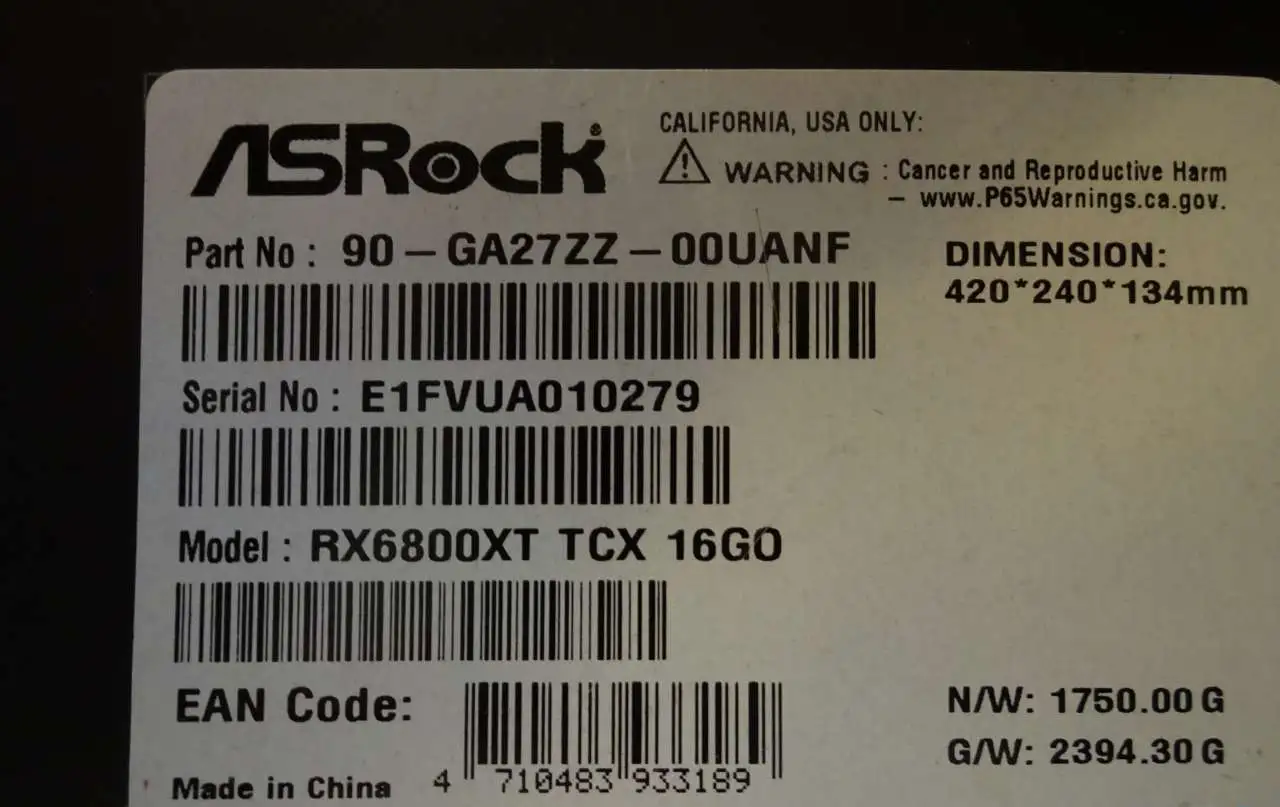 ASRock®
CALIFORNIA, USA ONLY:
WARNING : Cancer and Reproductive Harm
– www.P65Warnings.ca.gov.
Part No : 90-GA27ZZ-00UANF
DIMENSION:
420*240*134mm
Serial No : E1FVUA010279
Model : RX6800XT TCX 16GO
EAN Code:
4 710483 933189
N/W: 1750.00 G
G/W: 2394.30 G
Made in China